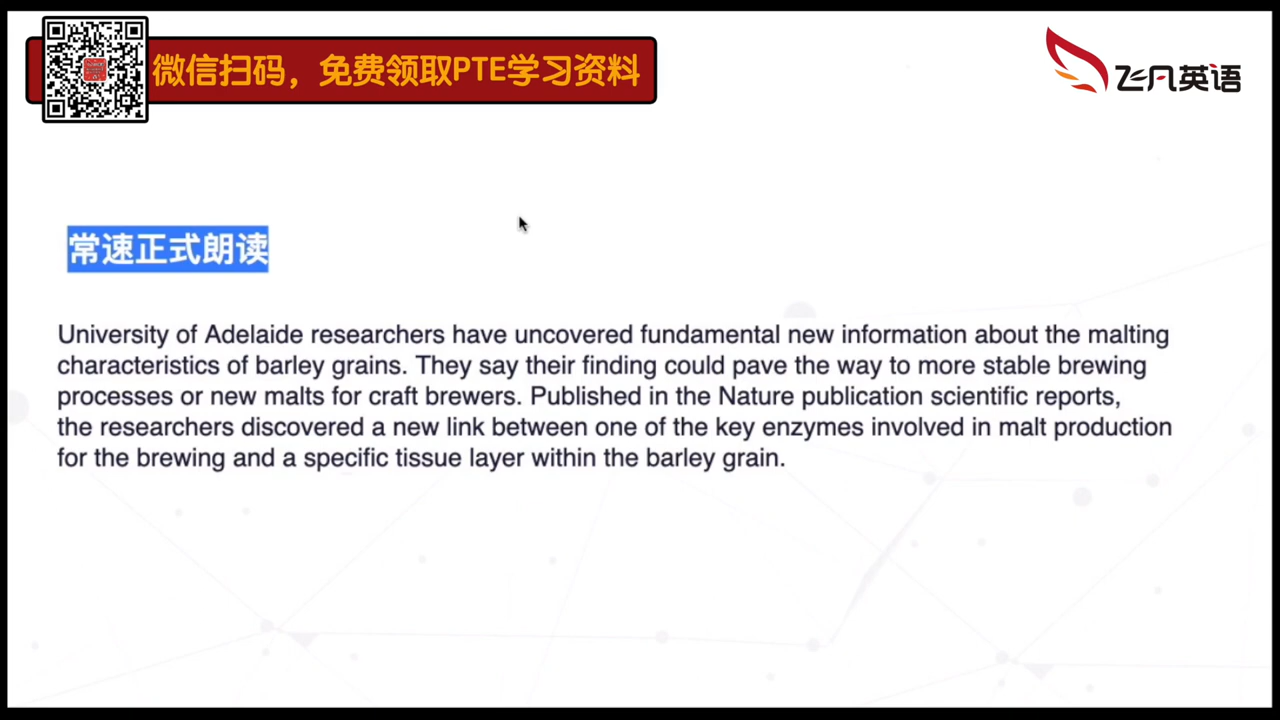 微信扫码，免费领取PTE学习资料
飞凡英语
常速正式朗读
University of Adelaide researchers have uncovered fundamental new information about the malting
characteristics of barley grains. They say their finding could pave the way to more stable brewing
processes or new malts for craft brewers. Published in the Nature publication scientific reports,
the researchers discovered a new link between one of the key enzymes involved in malt production
for the brewing and a specific tissue layer within the barley grain.